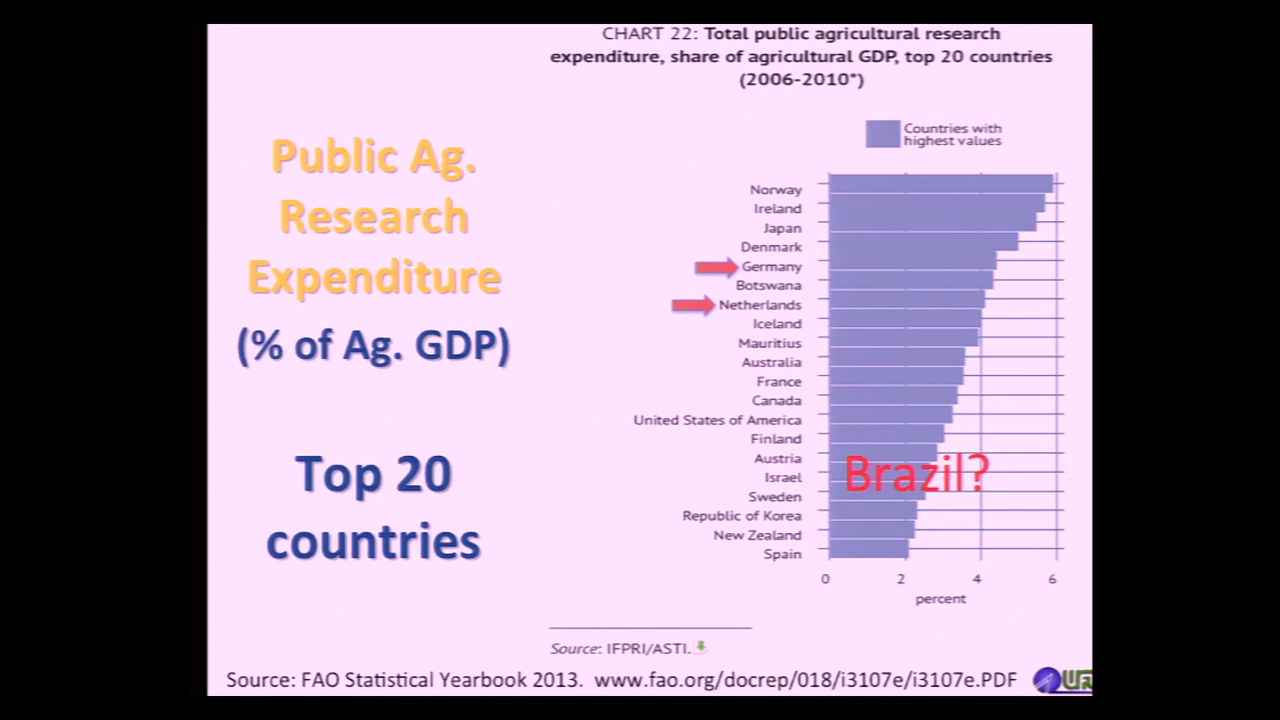 CHART 22: Total public agricultural research
expenditure, share of agricultural GDP, top 20 countries
(2006-2010*)
Public Ag.
Research
Expenditure
(% of Ag. GDP)
Top 20
countries
Countries with
highest values
Norway
Ireland
Japan
Denmark
Germany
Botswana
Netherlands
Iceland
Mauritius
Australia
France
Canada
United States of America
Finland
Austria
Israel
Sweden
Republic of Korea
New Zealand
Spain
Brazil?
0 2 4 6
percent
Source: IFPRI/ASTI.
Source: FAO Statistical Yearbook 2013. www.fao.org/docrep/018/i3107e/i3107e.PDF